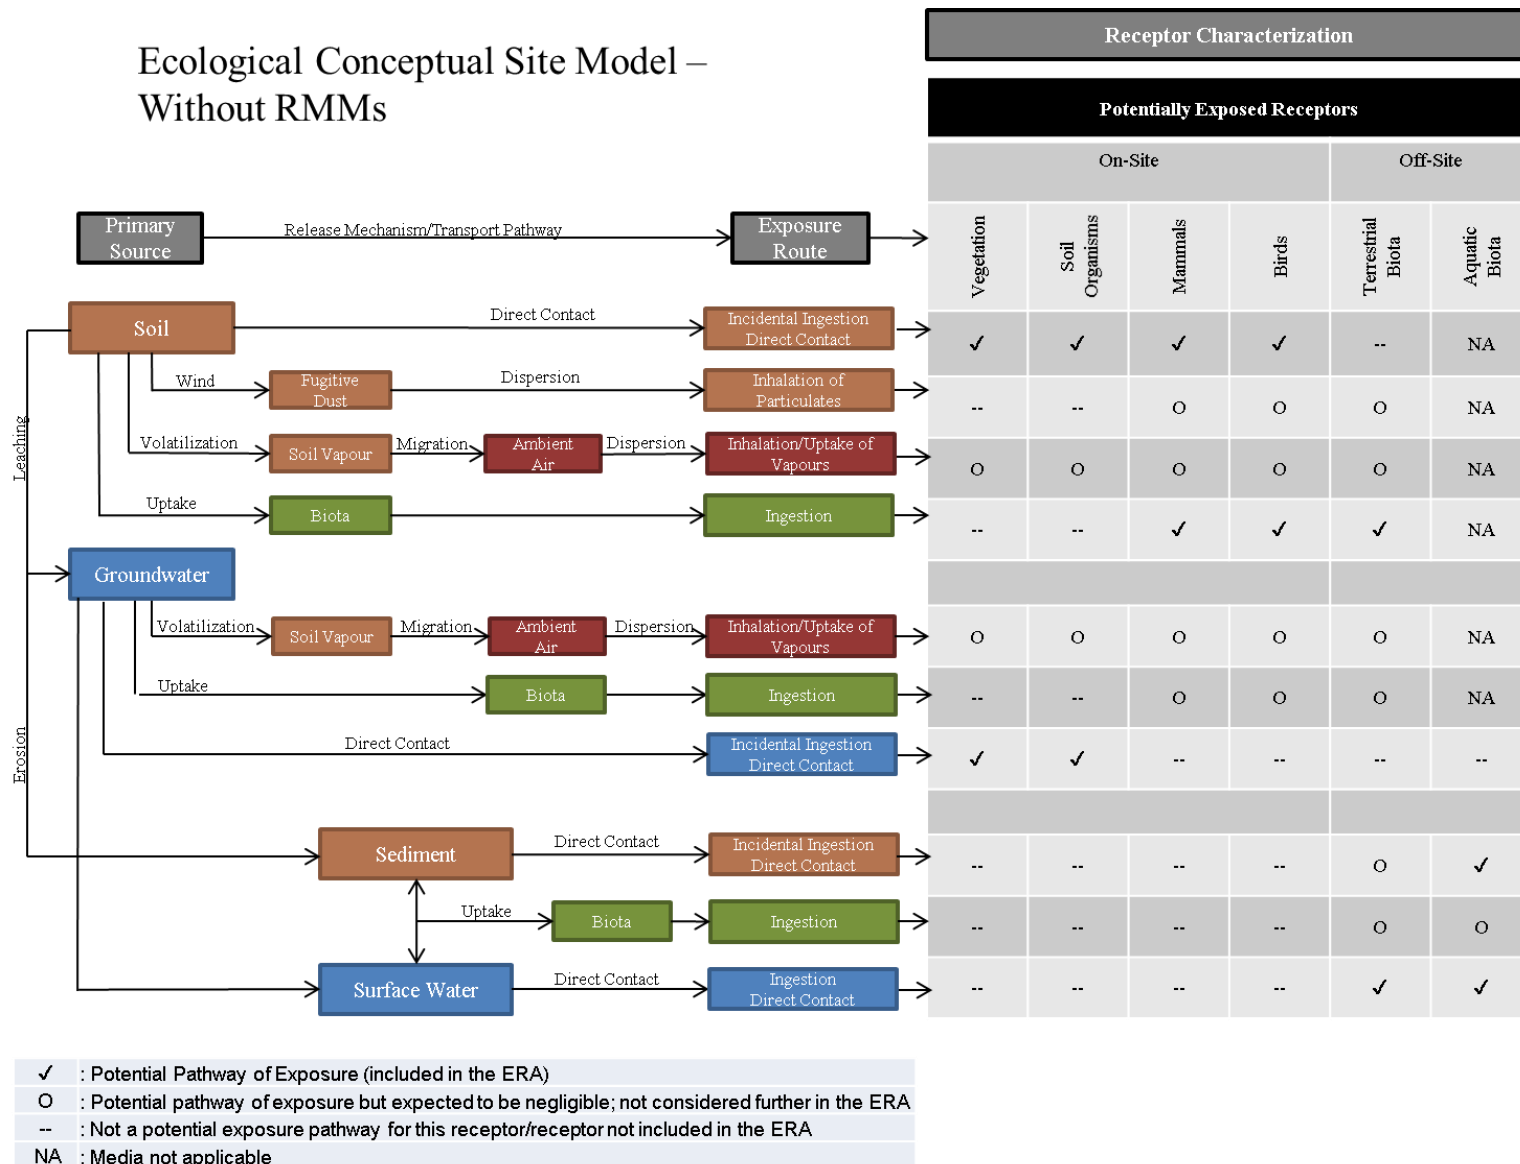 Ecological Conceptual Site Model –
Without RMMs
Receptor Characterization
Potentially Exposed Receptors
On-Site
Off-Site
Primary
Source
Release Mechanism/Transport Pathway
Exposure
Route
Vegetation
Soil
Organisms
Mammals
Birds
Terrestrial
Biota
Aquatic
Biota
Soil
Direct Contact
Incidental Ingestion
Direct Contact
✓ ✓ ✓ ✓ -- NA
Wind
Fugitive
Dust
Dispersion
Inhalation of
Particulates
-- -- O O O NA
Leaching
Volatilization
Soil Vapour
Migration
Ambient
Air
Dispersion
Inhalation/Uptake of
Vapours
O O O O O NA
Uptake
Biota
Ingestion
-- -- ✓ ✓ ✓ NA
Groundwater
Volatilization
Soil Vapour
Migration
Ambient
Air
Dispersion
Inhalation/Uptake of
Vapours
O O O O O NA
Uptake
Biota
Ingestion
-- -- O O O NA
Erosion
Direct Contact
Incidental Ingestion
Direct Contact
✓ ✓ -- -- -- --
Sediment
Direct Contact
Incidental Ingestion
Direct Contact
-- -- -- -- O ✓
Uptake
Biota
Ingestion
-- -- -- -- O O
Surface Water
Direct Contact
Ingestion
Direct Contact
-- -- -- -- ✓ ✓
✓ : Potential Pathway of Exposure (included in the ERA)
O : Potential pathway of exposure but expected to be negligible; not considered further in the ERA
-- : Not a potential exposure pathway for this receptor/receptor not included in the ERA
NA : Media not applicable